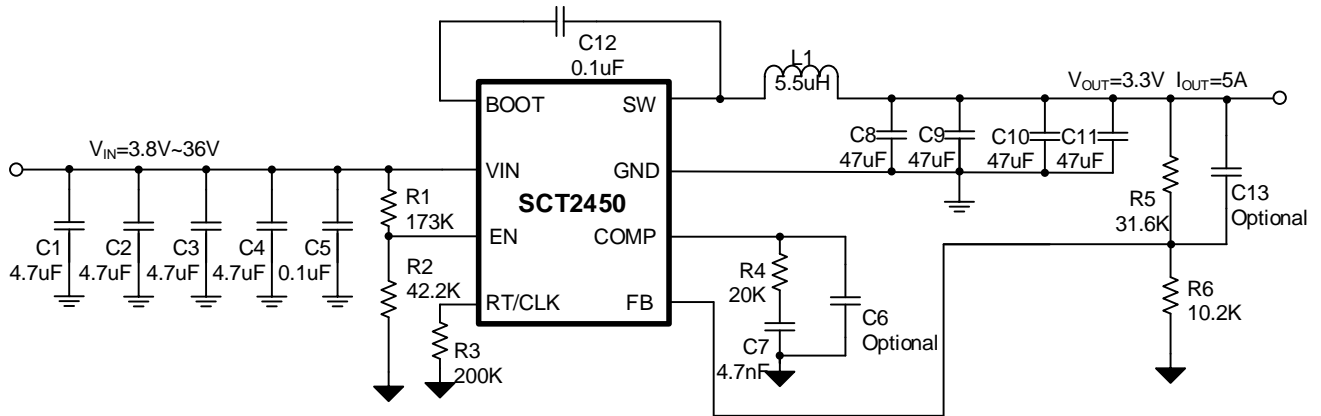 C12
0.1uF
L1
5.5uH
BOOT
SW
VOUT=3.3V IOUT=5A
C8
47uF
C9
47uF
C10
47uF
C11
47uF
VIN=3.8V~36V
VIN
GND
SCT2450
R1
173K
EN
COMP
R5
31.6K
C13
Optional
C1
4.7uF
C2
4.7uF
C3
4.7uF
C4
4.7uF
C5
0.1uF
R2
42.2K
RT/CLK
FB
R4
20K
C6
Optional
R6
10.2K
R3
200K
C7
4.7nF